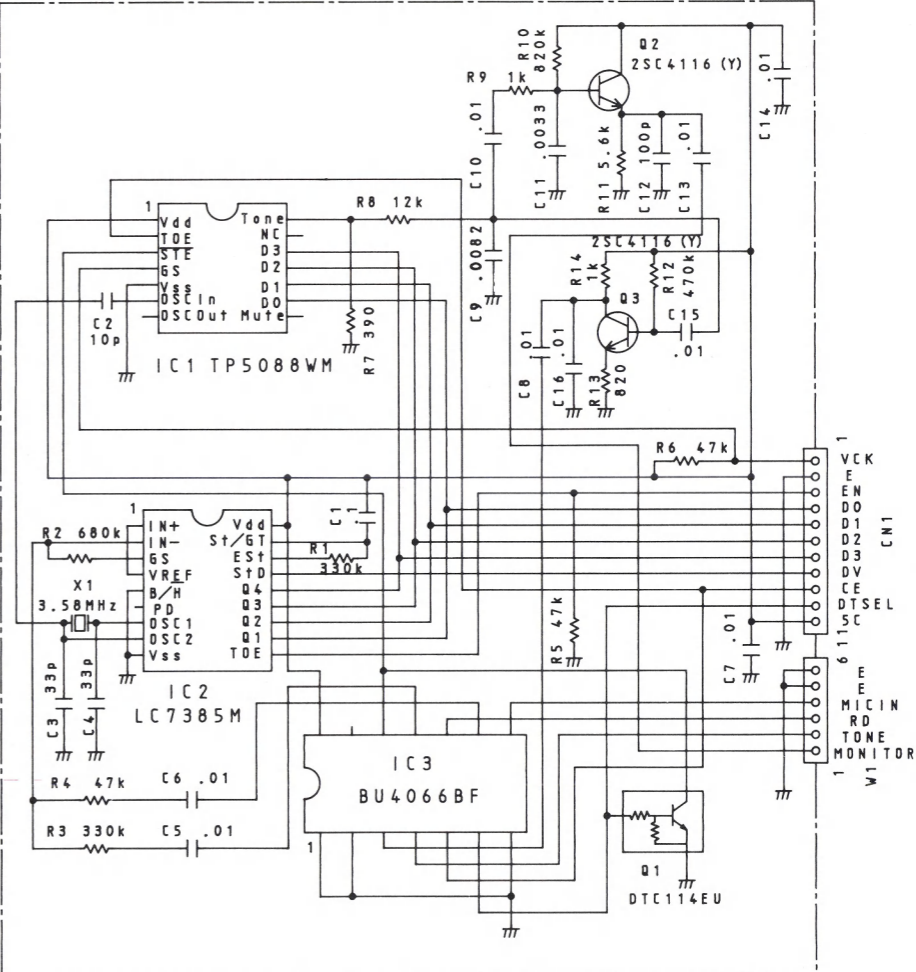 R10
820k
Q2
2SC4116 (Y)
R9 1k
.01
C14
C10
.01
C11
.0033
R11
5.6k
C12
100p
C13
.01
1
R8 12k
Vdd
TOE
STE
GS
Vss
OSCIn
OSCOut
Tone
NC
D3
D2
D1
D0
Mute
C2
10p
IC1 TP5088WM
R7 390
C9 .0082
2SC4116 (Y)
R14
1k
Q3
R12
470k
C15
.01
C8
.01
C16
.01
R13
820
R6 47k
1
VCK
E
EN
D0
D1
D2
D3
DV
CE
DTSEL
5C
CN1
11
1
IN+
IN-
GS
VREF
B/H
PD
OSC1
OSC2
Vss
Vdd
St/GT
ESt
StD
Q4
Q3
Q2
Q1
TOE
C1
.1
R1
330k
R2 680k
X1
3.58MHz
C3
33p
C4
33p
IC2
LC7385M
R5 47k
C7 .01
6
E
E
MICIN
RD
TONE
MONITOR
1
W1
IC3
BU4066BF
1
R4 47k
C6 .01
R3 330k
C5 .01
Q1
DTC114EU